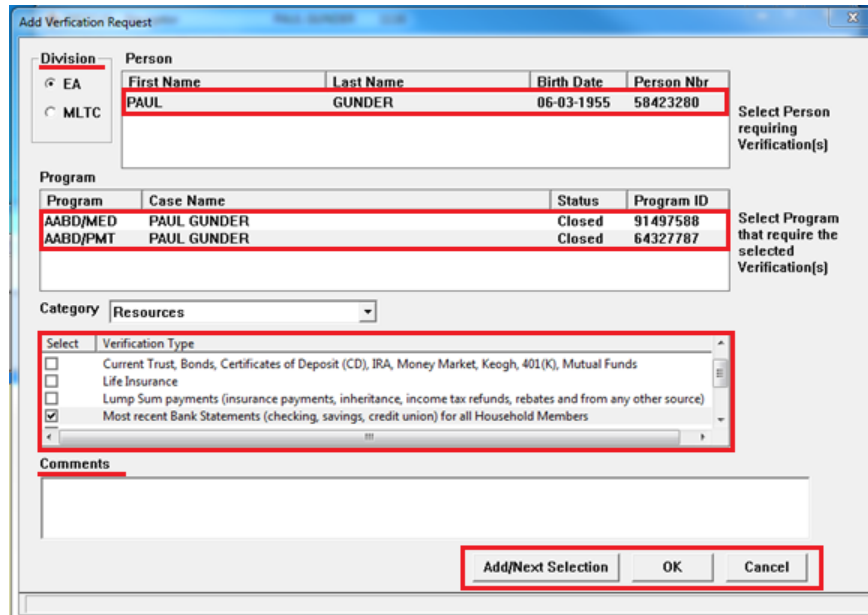 Add Verfication Request
Division
EA
MLTC
Person
First Name Last Name Birth Date Person Nbr
PAUL GUNDER 06-03-1955 58423280
Select Person
requiring
Verification(s)
Program
Program Case Name Status Program ID
AABD/MED PAUL GUNDER Closed 91497588
AABD/PMT PAUL GUNDER Closed 64327787
Select Program
that require the
selected
Verification(s)
Category Resources
Select Verification Type
Current Trust, Bonds, Certificates of Deposit (CD), IRA, Money Market, Keogh, 401(K), Mutual Funds
Life Insurance
Lump Sum payments (insurance payments, inheritance, income tax refunds, rebates and from any other source)
Most recent Bank Statements (checking, savings, credit union) for all Household Members
Comments
Add/Next Selection OK Cancel